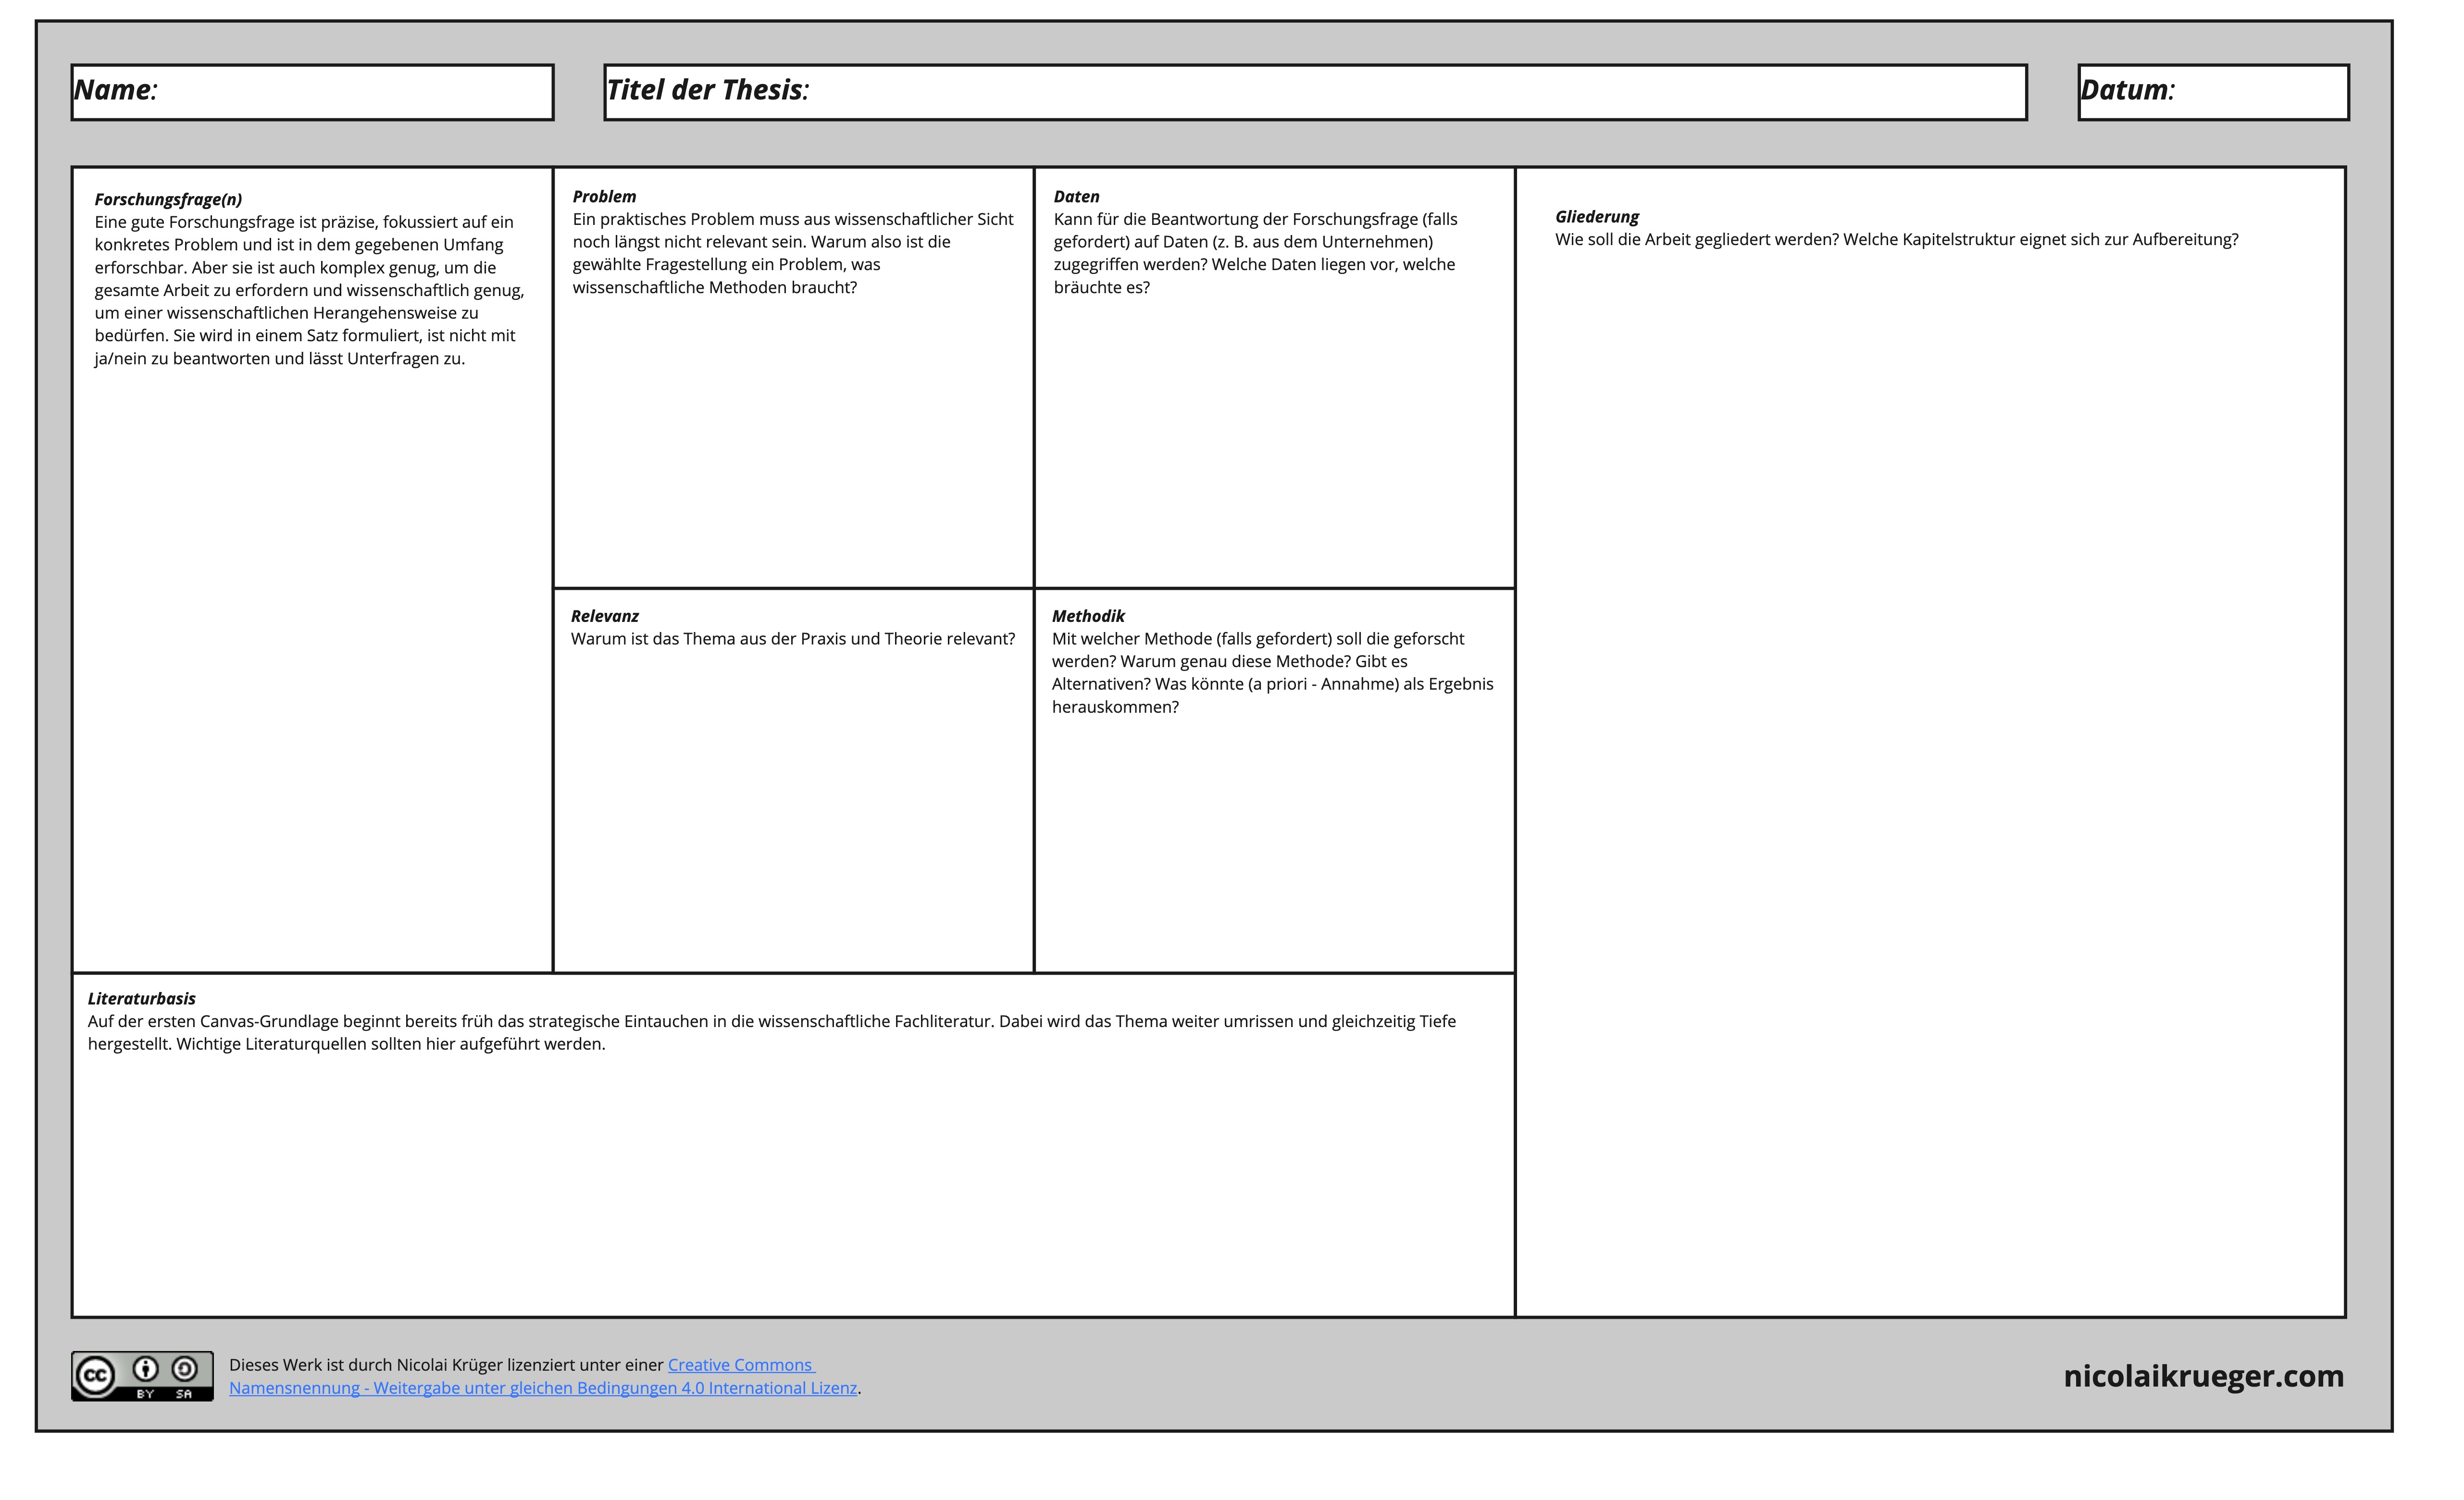 Name:
Titel der Thesis:
Datum:
Forschungsfrage(n)
Eine gute Forschungsfrage ist präzise, fokussiert auf ein
konkretes Problem und ist in dem gegebenen Umfang
erforschbar. Aber sie ist auch komplex genug, um die
gesamte Arbeit zu erfordern und wissenschaftlich genug,
um einer wissenschaftlichen Herangehensweise zu
bedürfen. Sie wird in einem Satz formuliert, ist nicht mit
ja/nein zu beantworten und lässt Unterfragen zu.
Problem
Ein praktisches Problem muss aus wissenschaftlicher Sicht
noch längst nicht relevant sein. Warum also ist die
gewählte Fragestellung ein Problem, was
wissenschaftliche Methoden braucht?
Daten
Kann für die Beantwortung der Forschungsfrage (falls
gefordert) auf Daten (z. B. aus dem Unternehmen)
zugegriffen werden? Welche Daten liegen vor, welche
bräuchte es?
Gliederung
Wie soll die Arbeit gegliedert werden? Welche Kapitelstruktur eignet sich zur Aufbereitung?
Relevanz
Warum ist das Thema aus der Praxis und Theorie relevant?
Methodik
Mit welcher Methode (falls gefordert) soll die geforscht
werden? Warum genau diese Methode? Gibt es
Alternativen? Was könnte (a priori - Annahme) als Ergebnis
herauskommen?
Literaturbasis
Auf der ersten Canvas-Grundlage beginnt bereits früh das strategische Eintauchen in die wissenschaftliche Fachliteratur. Dabei wird das Thema weiter umrissen und gleichzeitig Tiefe
hergestellt. Wichtige Literaturquellen sollten hier aufgeführt werden.
cc
BY SA
Dieses Werk ist durch Nicolai Krüger lizenziert unter einer Creative Commons
Namensnennung - Weitergabe unter gleichen Bedingungen 4.0 International Lizenz.
nicolaikrueger.com